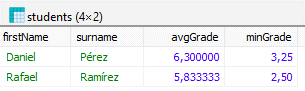 students (4×2)
firstName surname avgGrade minGrade
Daniel Pérez 6,300000 3,25
Rafael Ramírez 5,833333 2,50